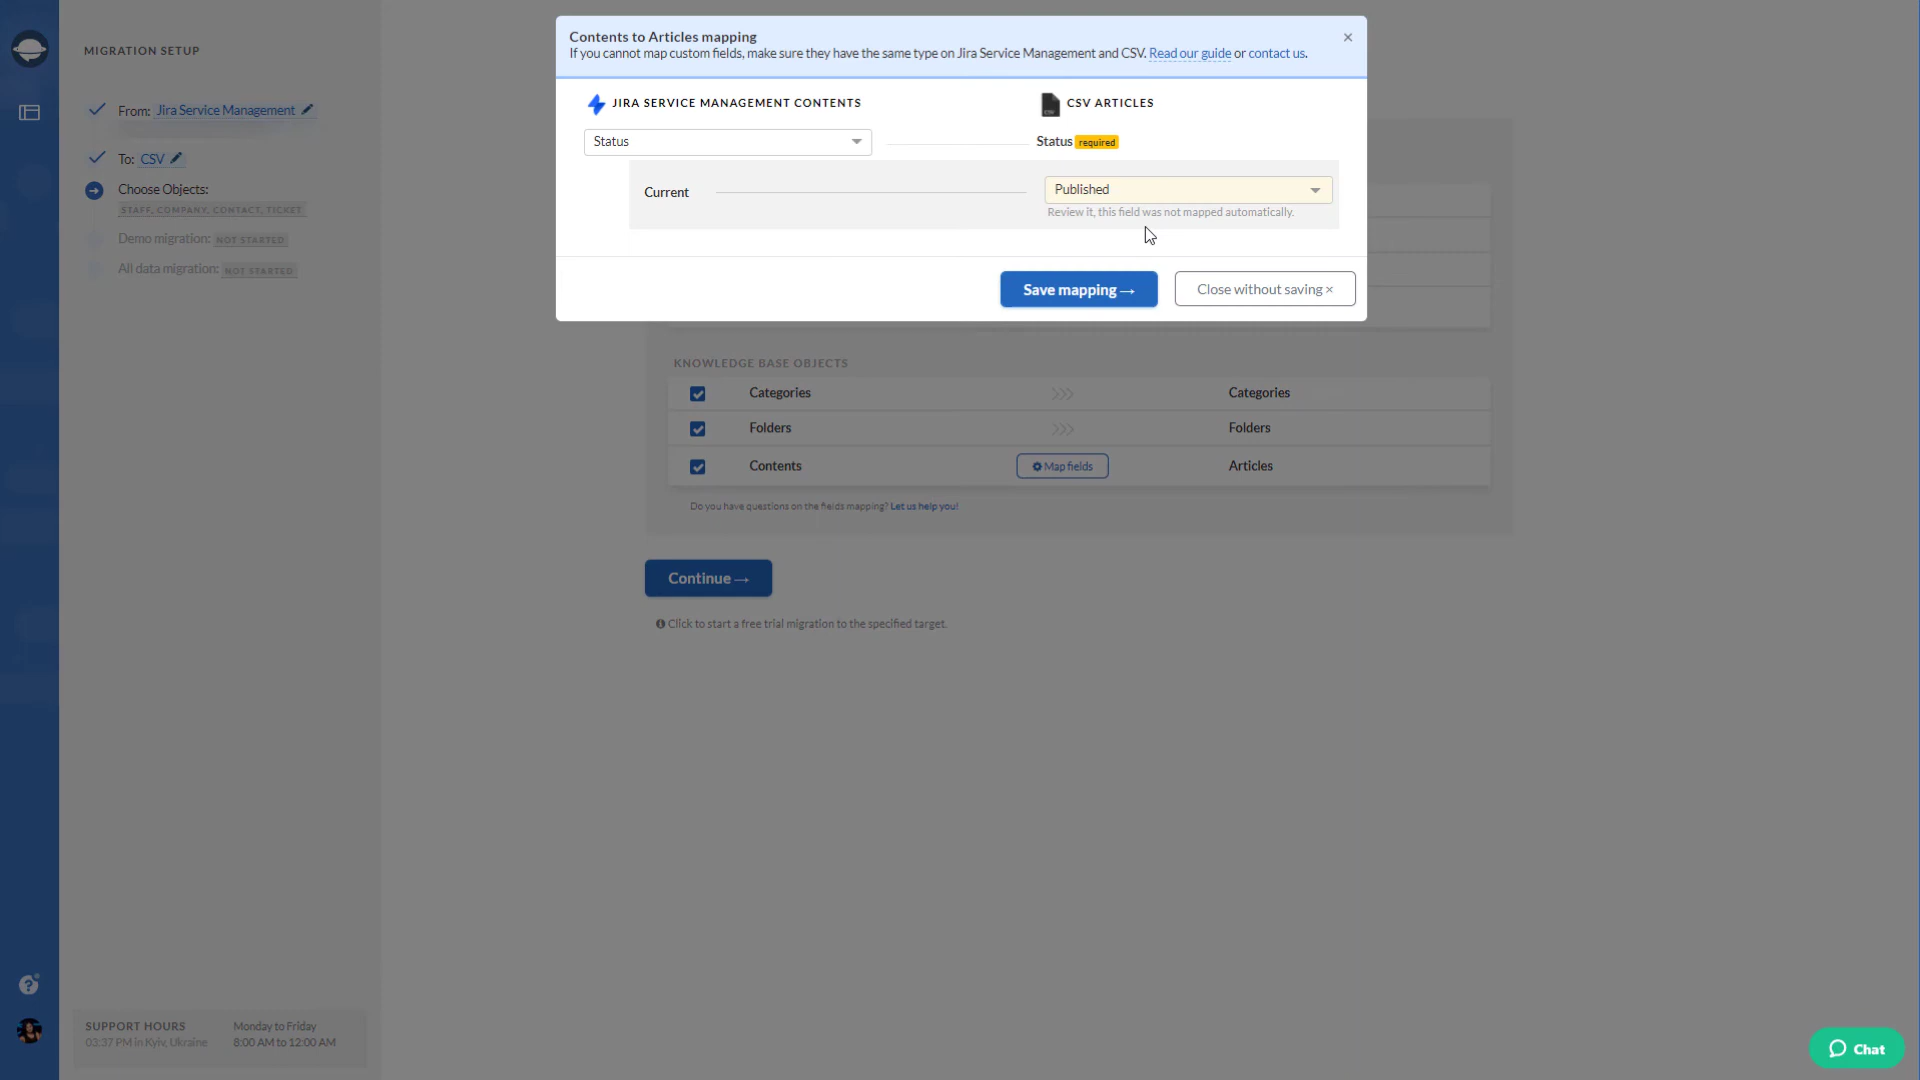 MIGRATION SETUP
From: Jira Service Management
To: CSV
Choose Objects:
STAFF, COMPANY, CONTACT, TICKET
Demo migration: NOT STARTED
All data migration: NOT STARTED
SUPPORT HOURS
03:37 PM in Kyiv, Ukraine
Monday to Friday
8:00 AM to 12:00 AM
Contents to Articles mapping
×
If you cannot map custom fields, make sure they have the same type on Jira Service Management and CSV. Read our guide or contact us.
JIRA SERVICE MANAGEMENT CONTENTS
CSV ARTICLES
Status
Status required
Current
Published
Review it, this field was not mapped automatically.
Save mapping →
Close without saving ×
KNOWLEDGE BASE OBJECTS
Categories
Categories
Folders
Folders
Contents
Map fields
Articles
Do you have questions on the fields mapping? Let us help you!
Continue →
Click to start a free trial migration to the specified target.
Chat